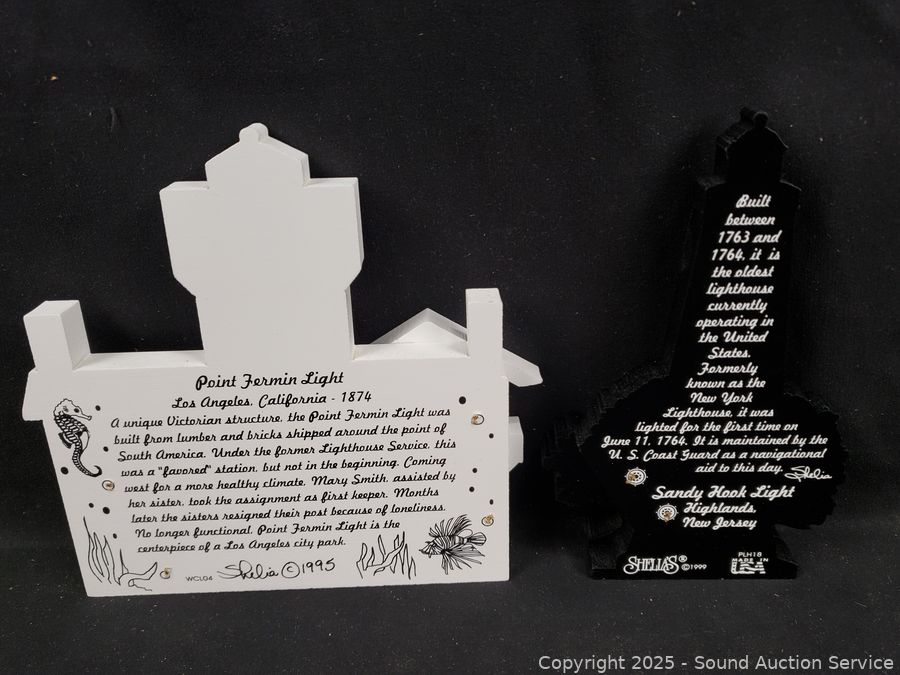 Point Fermin Light
Los Angeles, California - 1874
A unique Victorian structure, the Point Fermin Light was
built from lumber and bricks shipped around the point of
South America. Under the former Lighthouse Service, this
was a "favored" station, but not in the beginning. Coming
west for a more healthy climate, Mary Smith, assisted by
her sister, took the assignment as first keeper. Months
later the sisters resigned their post because of loneliness.
No longer functional, Point Fermin Light is the
centerpiece of a Los Angeles city park.
WCL04 Shelia ©1995
Built
between
1763 and
1764, it is
the oldest
lighthouse
currently
operating in
the United
States.
Formerly
known as the
New York
Lighthouse, it was
lighted for the first time on
June 11, 1764. It is maintained by the
U. S. Coast Guard as a navigational
aid to this day. Shelia
Sandy Hook Light
Highlands,
New Jersey
SHELIA'S® ©1999
PLH18
MADE IN
USA
Copyright 2025 - Sound Auction Service